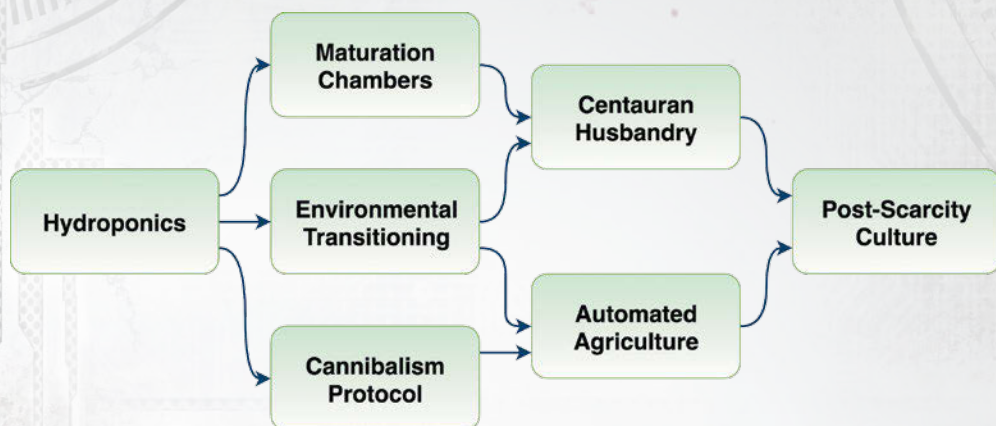 Maturation
Chambers
Centauran
Husbandry
Hydroponics
Environmental
Transitioning
Post-Scarcity
Culture
Automated
Agriculture
Cannibalism
Protocol